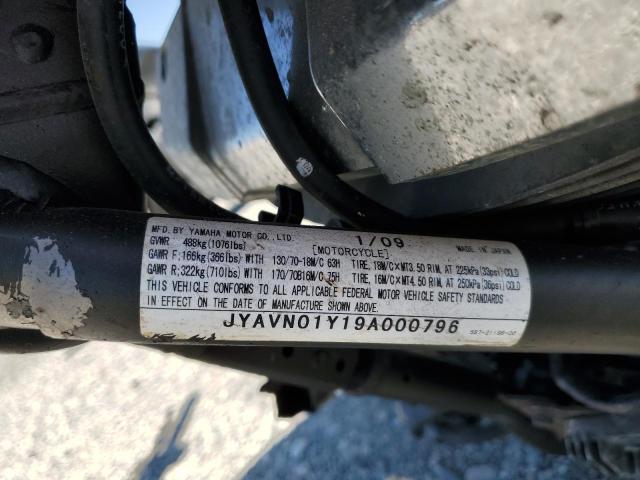 MFD. BY YAMAHA MOTOR CO., LTD. 1/09 MADE IN JAPAN
GVWR 488kg (1076lbs) [MOTORCYCLE]
GAWR F; 166kg (366lbs) WITH 130/70-18M/C 63H TIRE, 18M/C×MT3.50 RIM, AT 225kPa (33psi) COLD
GAWR R; 322kg (710lbs) WITH 170/70B16M/C 75H TIRE, 16M/C×MT4.50 RIM, AT 250kPa (36psi) COLD
THIS VEHICLE CONFORMS TO ALL APPLICABLE FEDERAL MOTOR VEHICLE SAFETY STANDARDS
IN EFFECT ON THE DATE OF MANUFACTURE SHOWN ABOVE.
JYAVN01Y19A000796